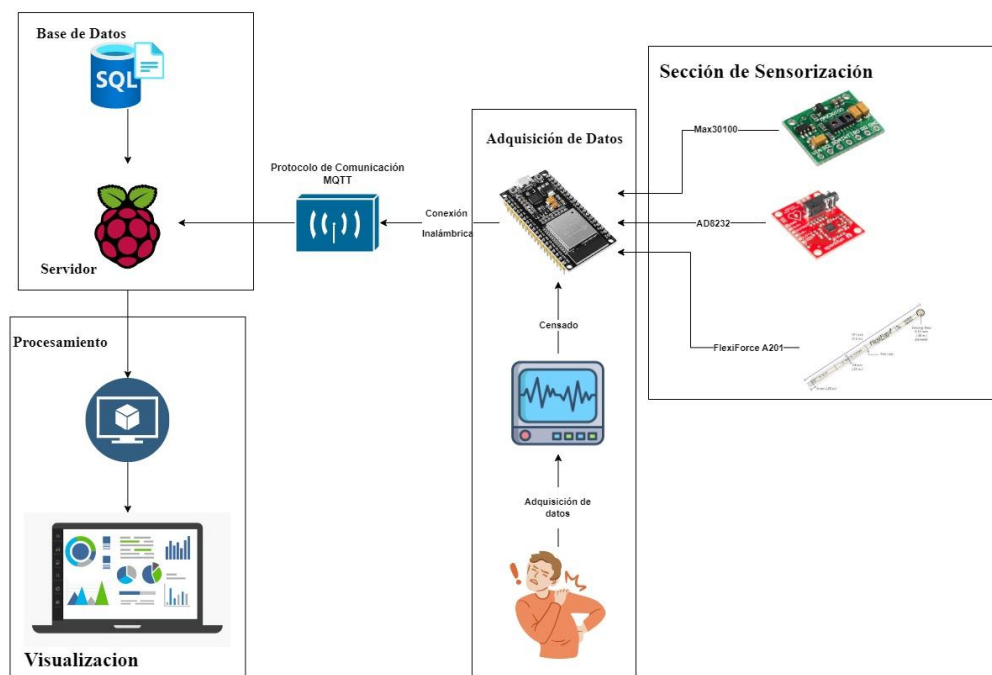 Base de Datos
SQL
Servidor
Procesamiento
Visualizacion
Protocolo de Comunicación
MQTT
Conexión
Inalámbrica
Adquisición de Datos
Censado
Adquisición de
datos
Sección de Sensorización
Max30100
AD8232
FlexiForce A201